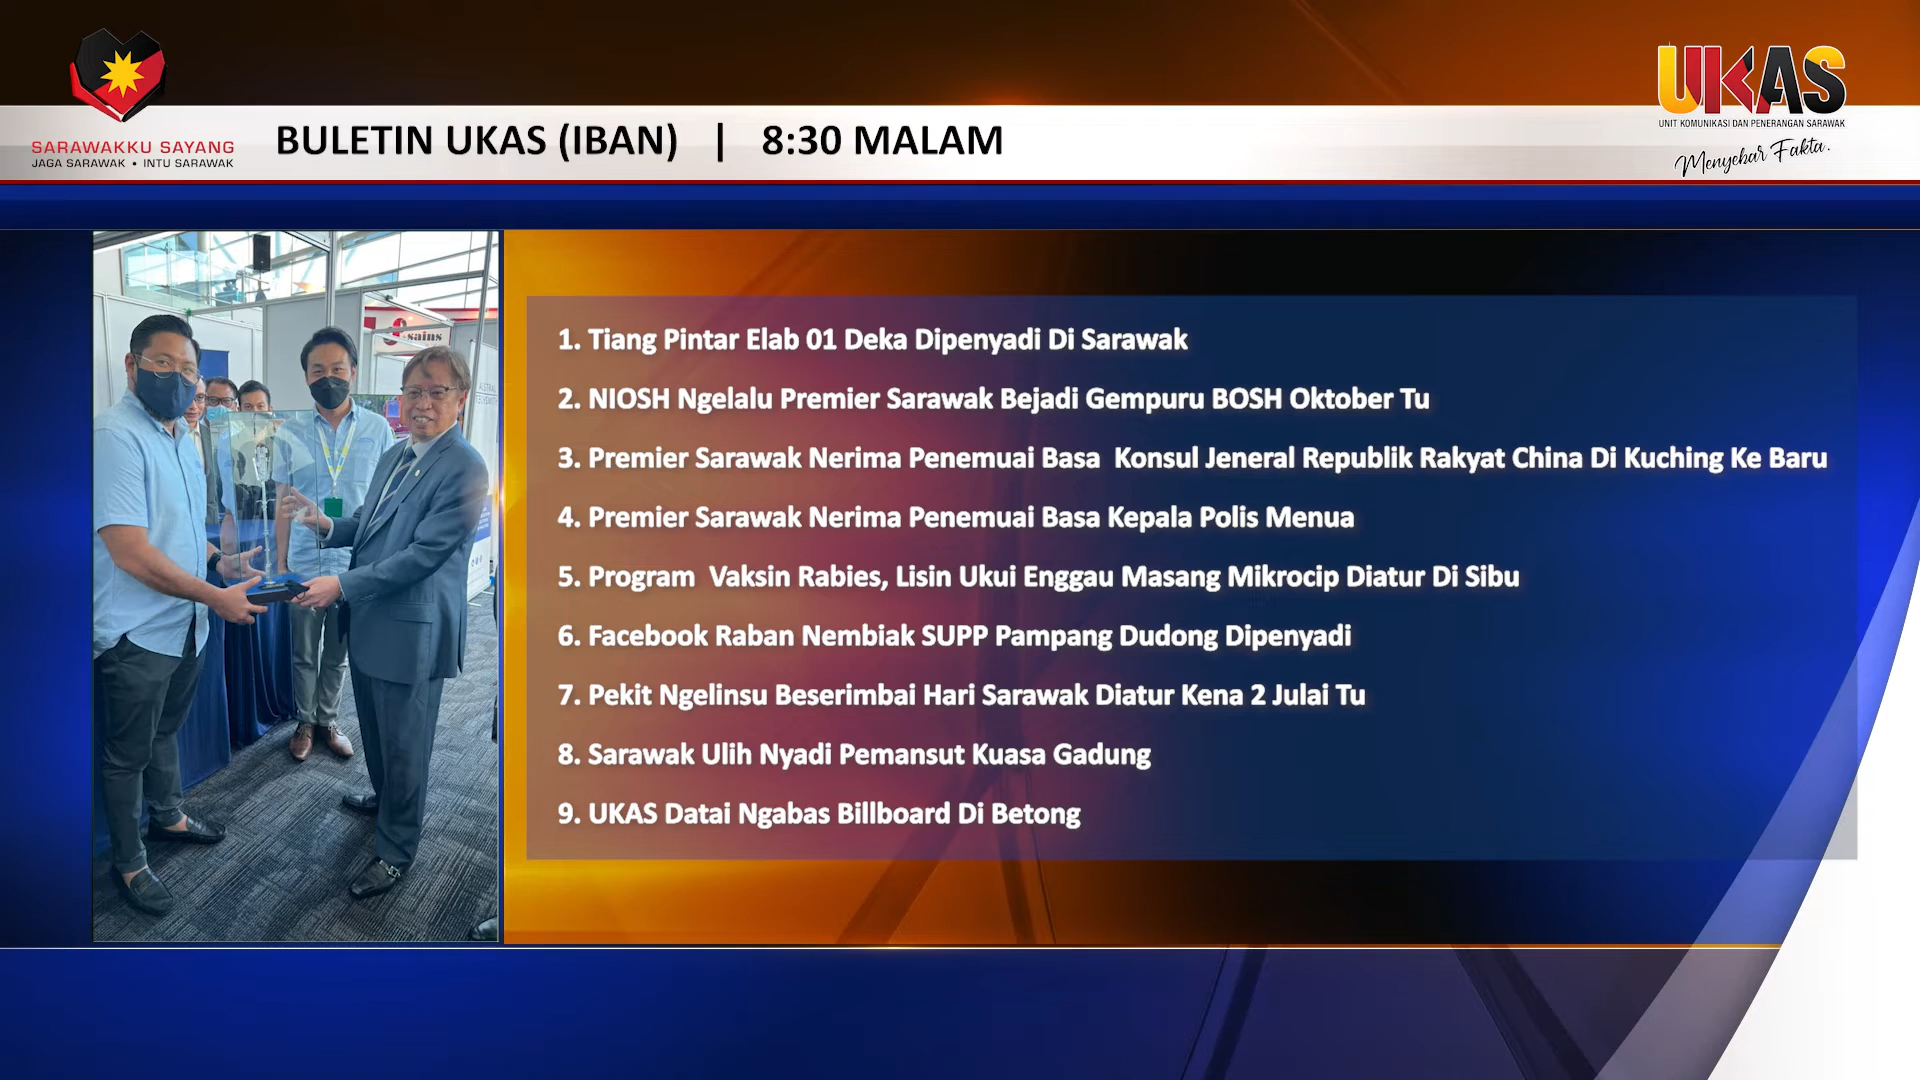 SARAWAKKU SAYANG
JAGA SARAWAK • INTU SARAWAK
BULETIN UKAS (IBAN) | 8:30 MALAM
UKAS
UNIT KOMUNIKASI DAN PENERANGAN SARAWAK
Menyebar Fakta.
sains
1. Tiang Pintar Elab 01 Deka Dipenyadi Di Sarawak
2. NIOSH Ngelalu Premier Sarawak Bejadi Gempuru BOSH Oktober Tu
3. Premier Sarawak Nerima Penemuai Basa Konsul Jeneral Republik Rakyat China Di Kuching Ke Baru
4. Premier Sarawak Nerima Penemuai Basa Kepala Polis Menua
5. Program Vaksin Rabies, Lisin Ukui Enggau Masang Mikrocip Diatur Di Sibu
6. Facebook Raban Nembiak SUPP Pampang Dudong Dipenyadi
7. Pekit Ngelinsu Beserimbai Hari Sarawak Diatur Kena 2 Julai Tu
8. Sarawak Ulih Nyadi Pemansut Kuasa Gadung
9. UKAS Datai Ngabas Billboard Di Betong